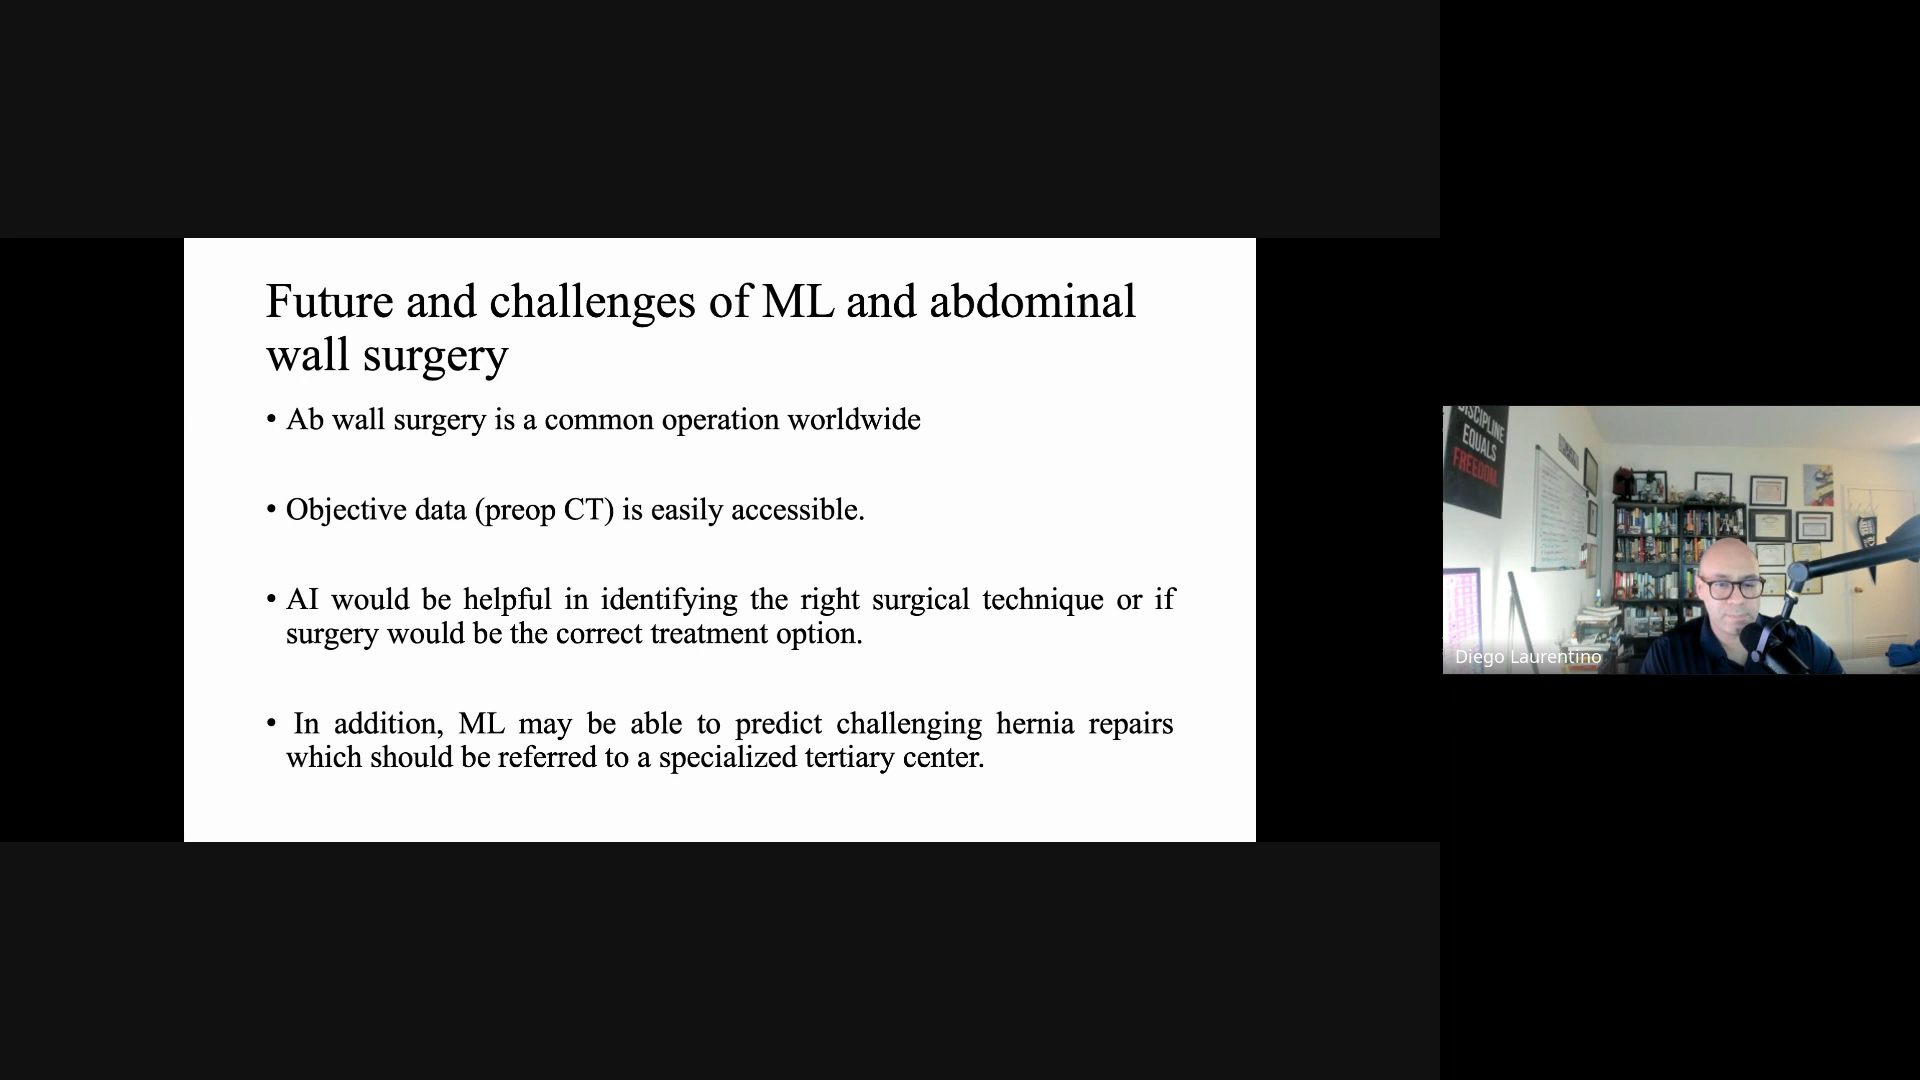 Future and challenges of ML and abdominal
wall surgery
• Ab wall surgery is a common operation worldwide
• Objective data (preop CT) is easily accessible.
• AI would be helpful in identifying the right surgical technique or if
surgery would be the correct treatment option.
• In addition, ML may be able to predict challenging hernia repairs
which should be referred to a specialized tertiary center.
DISCIPLINE
EQUALS
FREEDOM.
Diego Laurentino